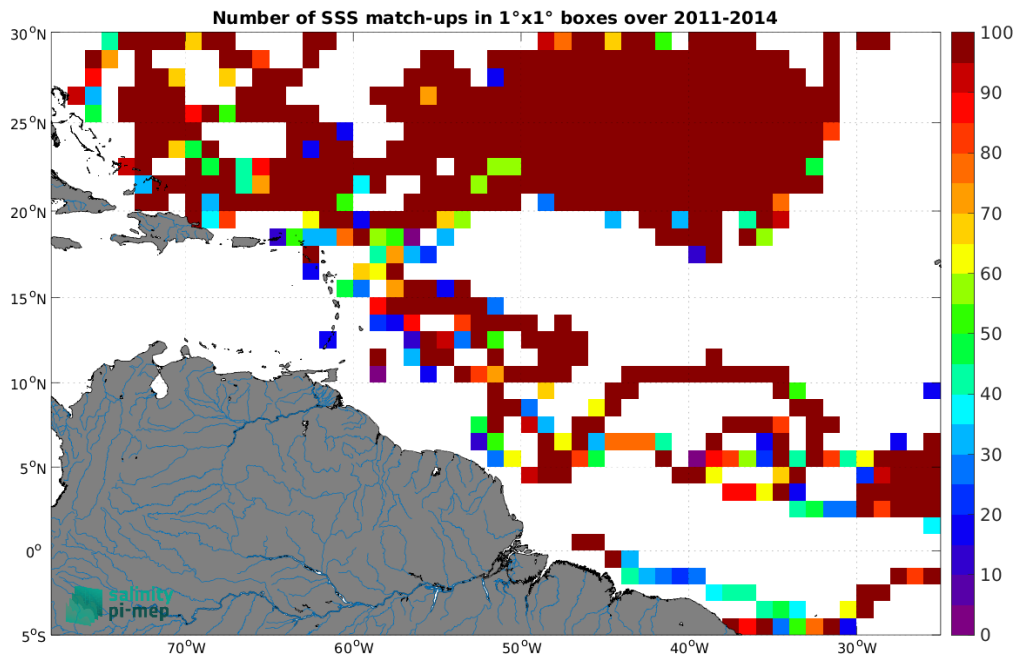 Number of SSS match-ups in 1°x1° boxes over 2011-2014
30°N
25°N
20°N
15°N
10°N
5°N
0°
5°S
70°W
60°W
50°W
40°W
30°W
100
90
80
70
60
50
40
30
20
10
0
salinity
pi-mep